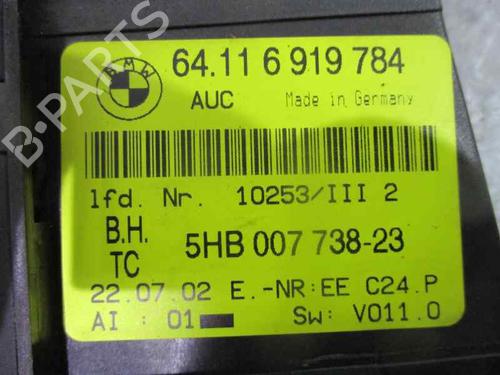 BMW
64.11 6 919 784
AUC Made in Germany
lfd. Nr. 10253/III 2
B.H.
TC 5HB 007 738-23
22.07.02 E.-NR:EE C24.P
AI : 01 Sw: V011.0
B-Parts